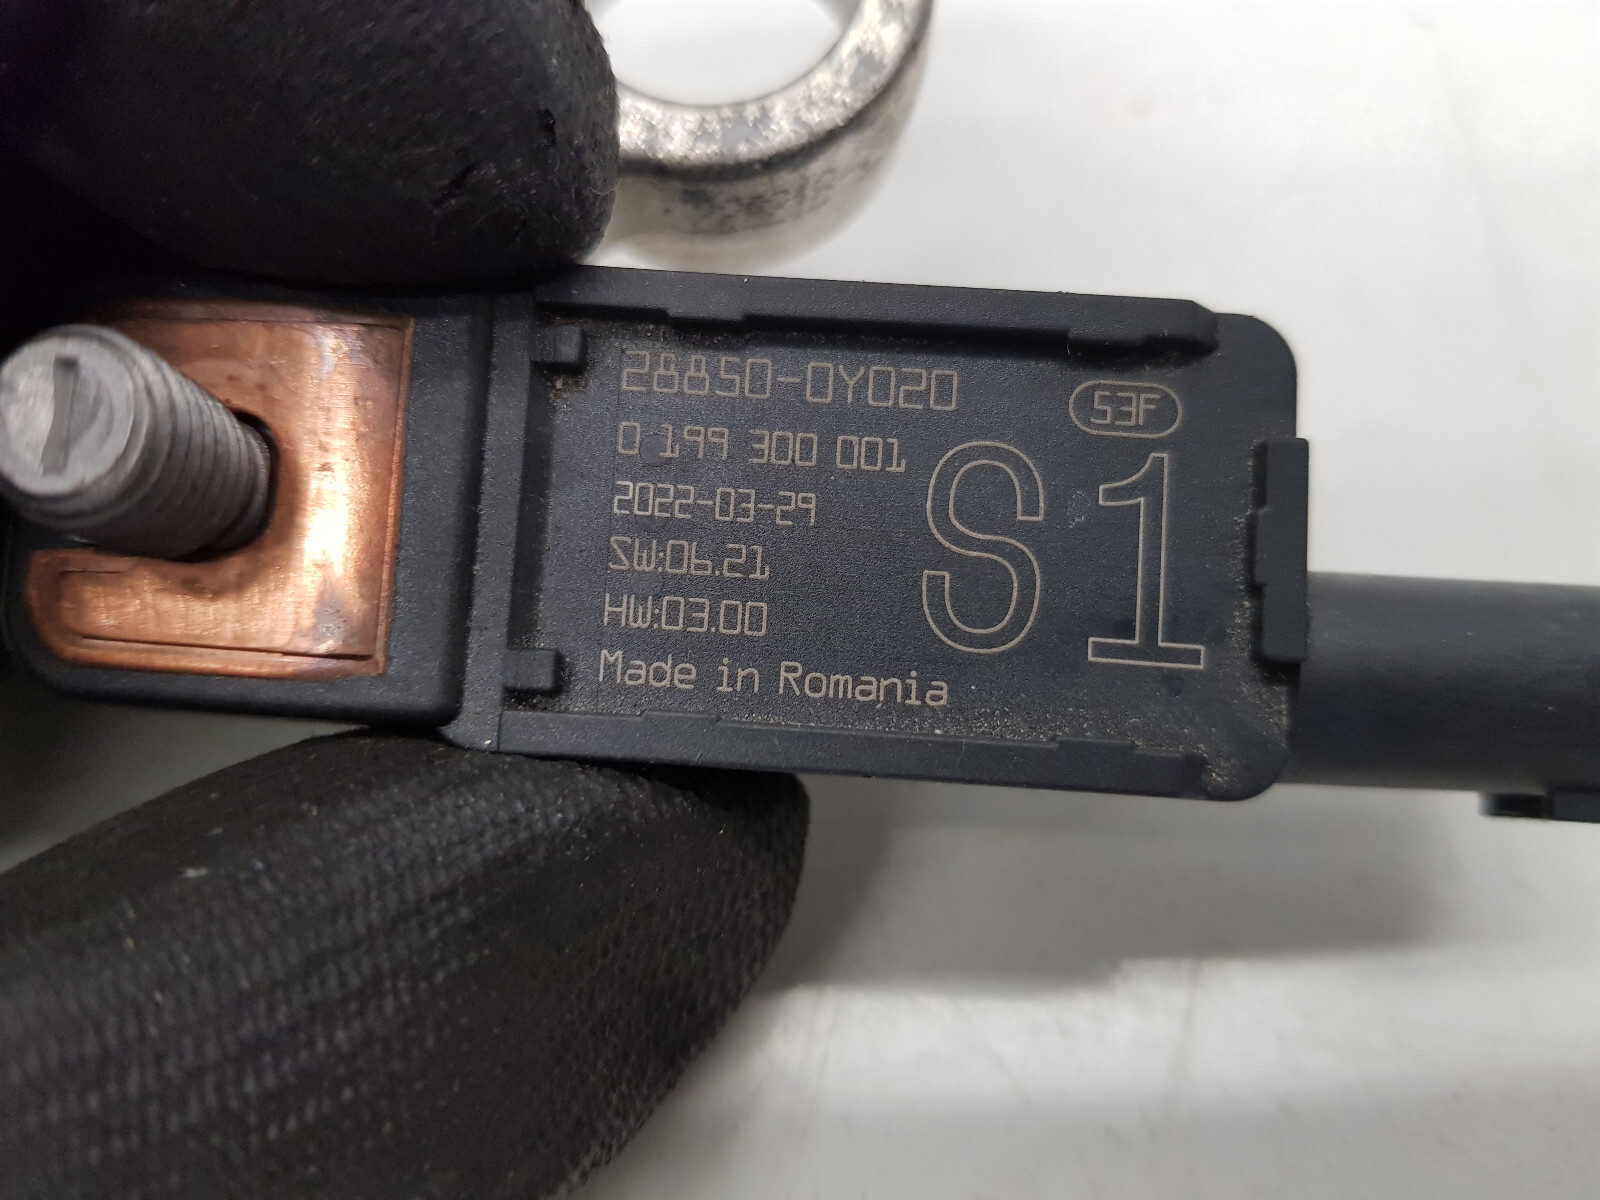 28850-0Y020
53F
0 199 300 001
2022-03-29
SW:06.21
HW:03.00
Made in Romania
S1